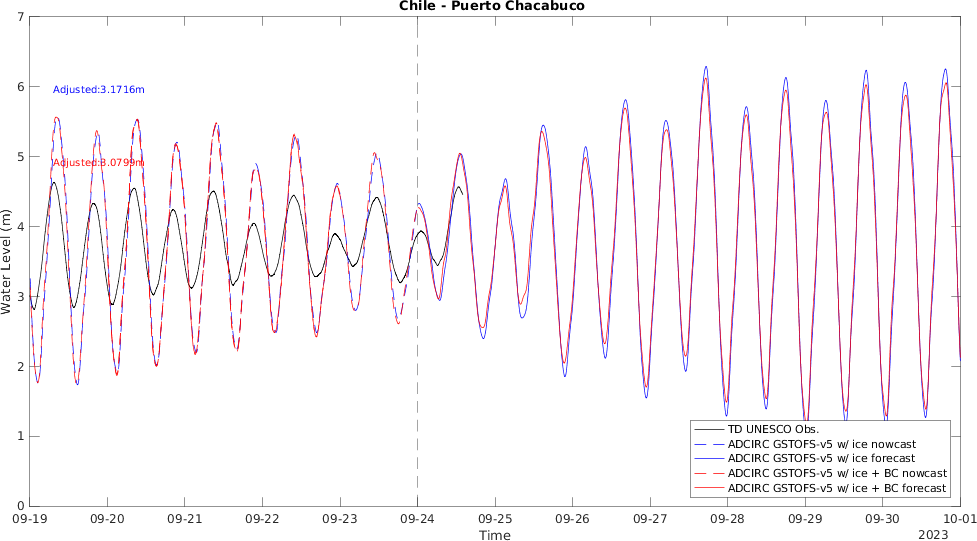 Chile - Puerto Chacabuco
7
6
5
4
3
2
1
0
Water Level (m)
Adjusted:3.1716m
Adjusted:3.0799m
TD UNESCO Obs.
ADCIRC GSTOFS-v5 w/ ice nowcast
ADCIRC GSTOFS-v5 w/ ice forecast
ADCIRC GSTOFS-v5 w/ ice + BC nowcast
ADCIRC GSTOFS-v5 w/ ice + BC forecast
09-19 09-20 09-21 09-22 09-23 09-24 09-25 09-26 09-27 09-28 09-29 09-30 10-01
Time
2023